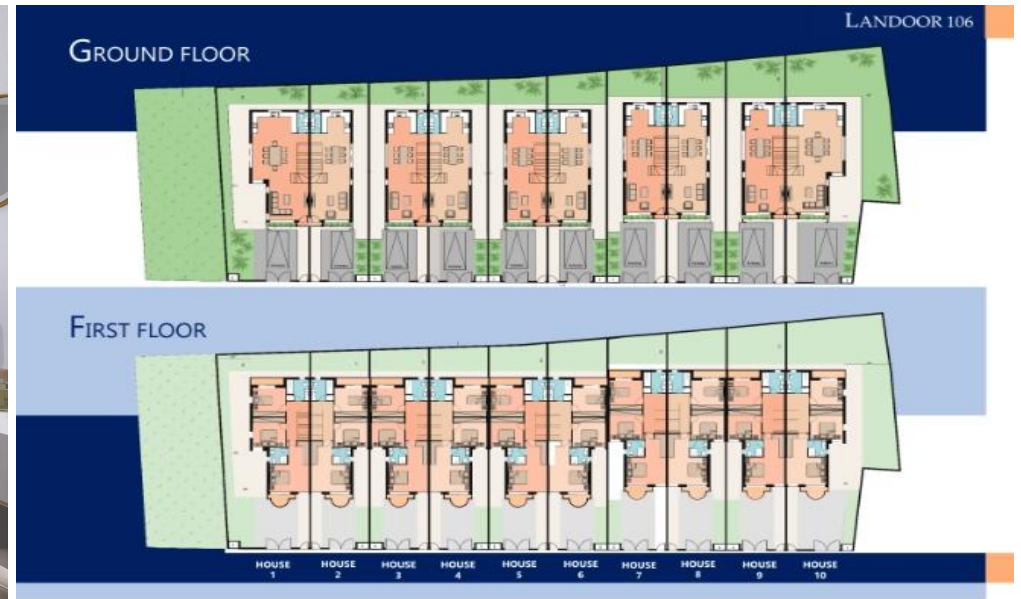 LANDOOR 106
GROUND FLOOR
FIRST FLOOR
HOUSE 1
HOUSE 2
HOUSE 3
HOUSE 4
HOUSE 5
HOUSE 6
HOUSE 7
HOUSE 8
HOUSE 9
HOUSE 10